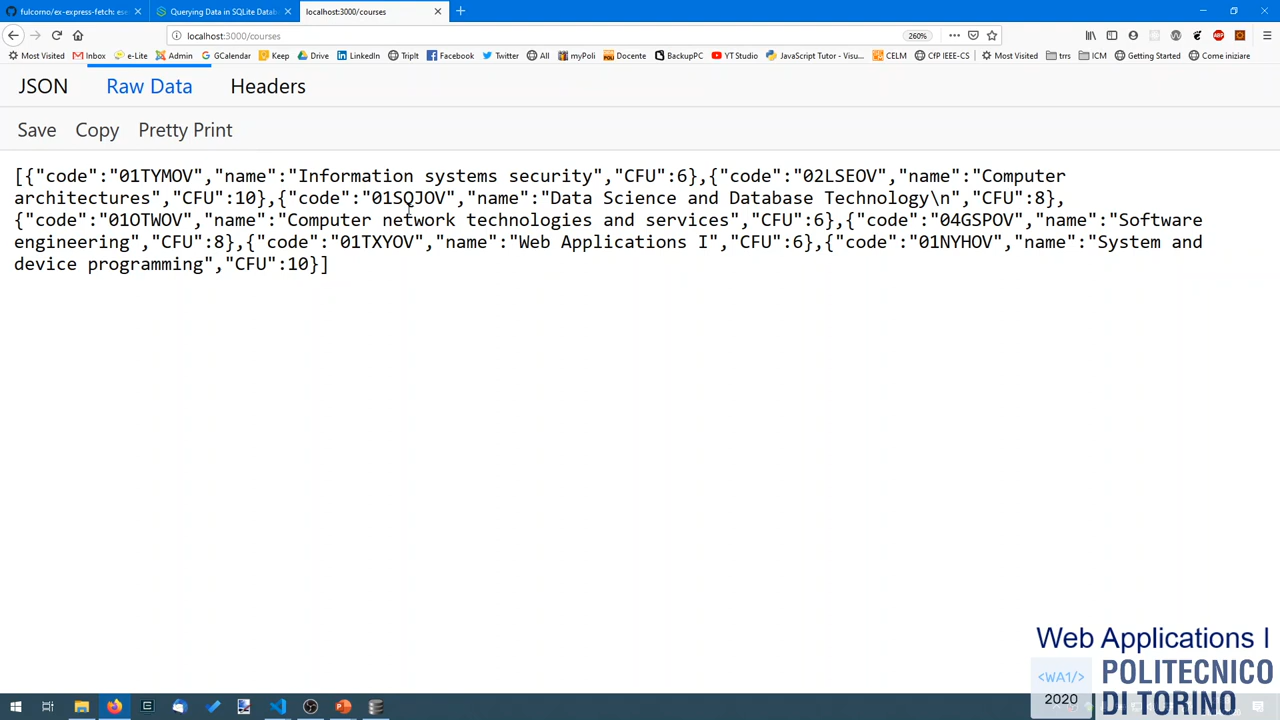 fulcorno/ex-express-fetch: ese
Querying Data in SQLite Datab
localhost:3000/courses
localhost:3000/courses
260%
Most Visited
Inbox
e-Lite
Admin
GCalendar
Keep
Drive
LinkedIn
TripIt
Facebook
Twitter
All
myPoli
Docente
BackupPC
YT Studio
JavaScript Tutor - Visu...
CELM
CfP IEEE-CS
Most Visited
trrs
ICM
Getting Started
Come iniziare
JSON
Raw Data
Headers
Save
Copy
Pretty Print
[{"code":"01TYMOV","name":"Information systems security","CFU":6},{"code":"02LSEOV","name":"Computer
architectures","CFU":10},{"code":"01SQJOV","name":"Data Science and Database Technology\n","CFU":8},
{"code":"01OTWOV","name":"Computer network technologies and services","CFU":6},{"code":"04GSPOV","name":"Software
engineering","CFU":8},{"code":"01TXYOV","name":"Web Applications I","CFU":6},{"code":"01NYHOV","name":"System and
device programming","CFU":10}]
Web Applications I
<WA1/>
2020
POLITECNICO
DI TORINO